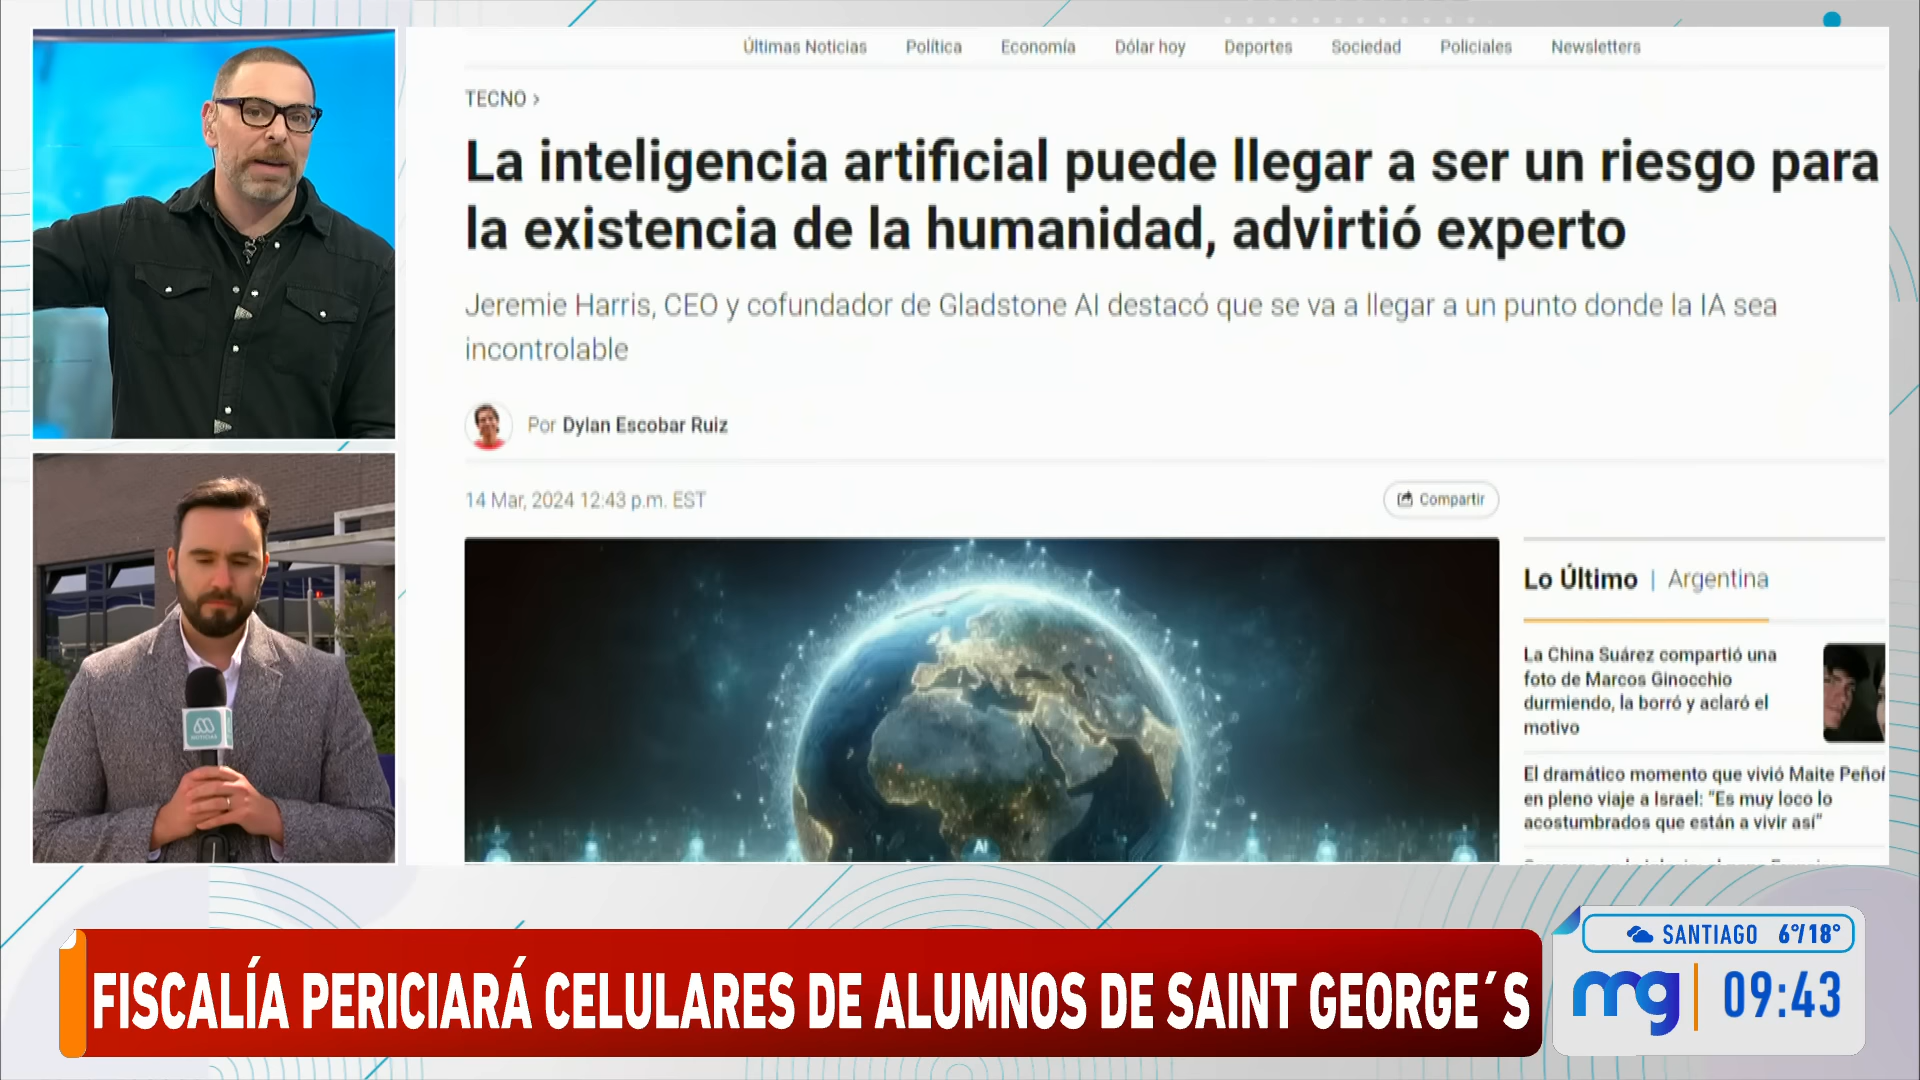 Últimas Noticias Política Economía Dólar hoy Deportes Sociedad Policiales Newsletters
TECNO ›
La inteligencia artificial puede llegar a ser un riesgo para
la existencia de la humanidad, advirtió experto
Jeremie Harris, CEO y cofundador de Gladstone AI destacó que se va a llegar a un punto donde la IA sea
incontrolable
Por Dylan Escobar Ruiz
14 Mar, 2024 12:43 p.m. EST
Compartir
AI
Lo Último | Argentina
La China Suárez compartió una
foto de Marcos Ginocchio
durmiendo, la borró y aclaró el
motivo
El dramático momento que vivió Maite Peñoñ
en pleno viaje a Israel: “Es muy loco lo
acostumbrados que están a vivir así”
NOTICIAS
FISCALÍA PERICIARÁ CELULARES DE ALUMNOS DE SAINT GEORGE´S
SANTIAGO 6°/18°
mg
09:43